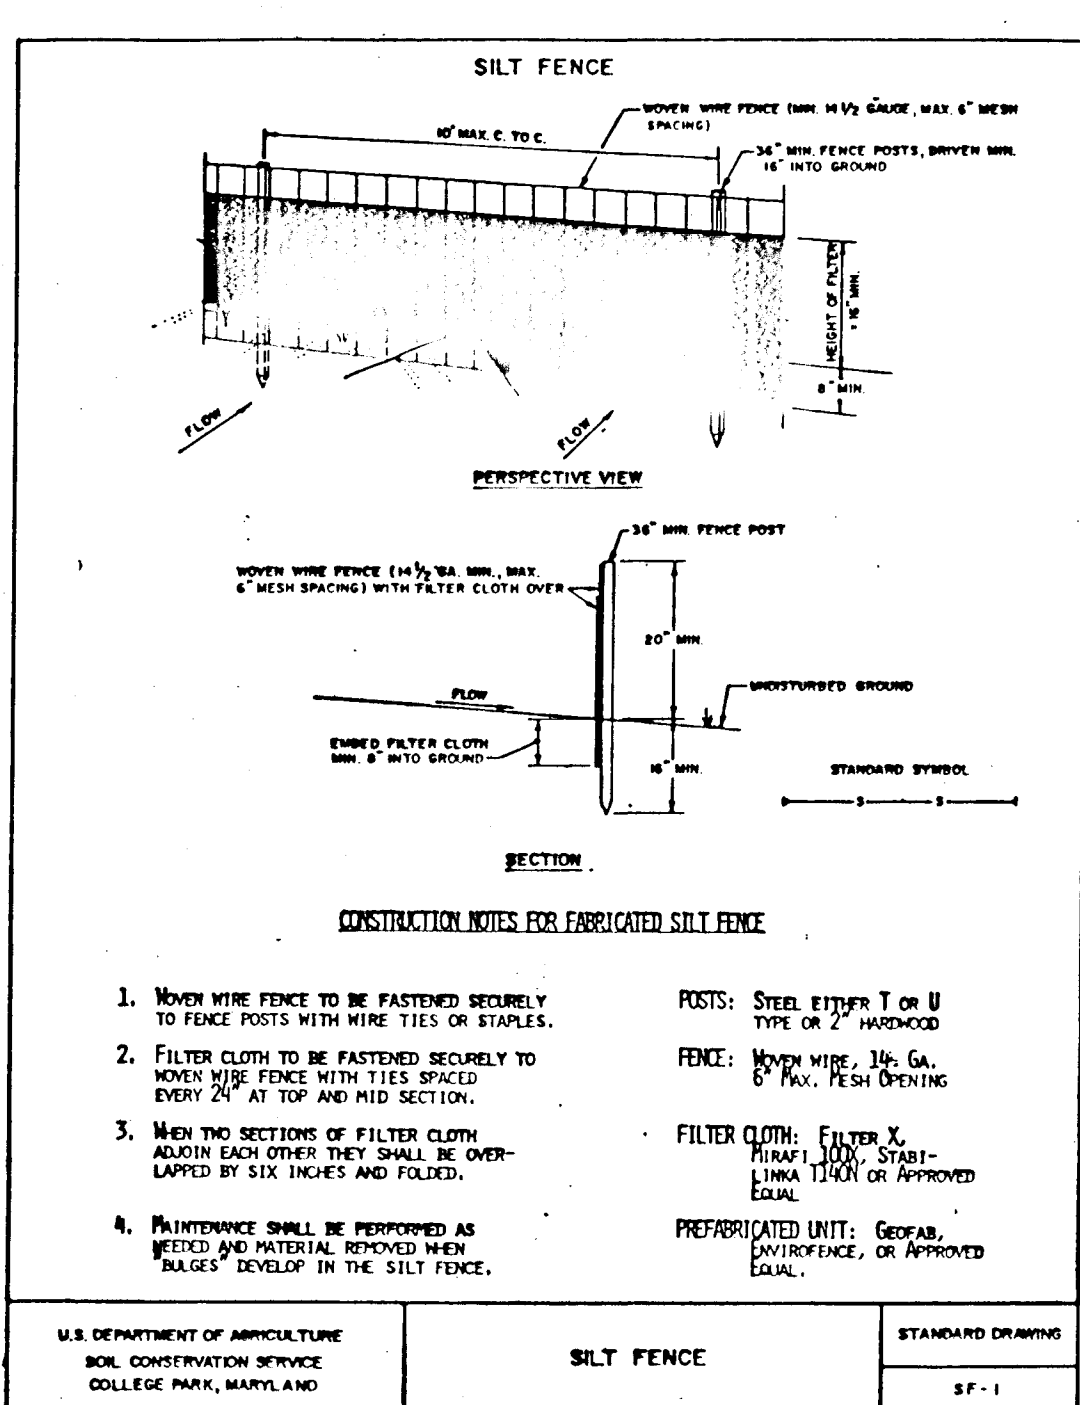 SILT FENCE
WOVEN WIRE FENCE (MIN. 14 1/2 GAUGE, MAX. 6" MESH
SPACING)
10' MAX. C. TO C.
36" MIN. FENCE POSTS, DRIVEN MIN.
16" INTO GROUND
HEIGHT OF FILTER
= 16" MIN.
8" MIN.
FLOW
FLOW
PERSPECTIVE VIEW
36" MIN. FENCE POST
WOVEN WIRE FENCE (14 1/2 GA. MIN., MAX.
6" MESH SPACING) WITH FILTER CLOTH OVER
20" MIN.
FLOW
UNDISTURBED GROUND
EMBED FILTER CLOTH
MIN. 8" INTO GROUND
16" MIN.
STANDARD SYMBOL
S S
SECTION
CONSTRUCTION NOTES FOR FABRICATED SILT FENCE
1. WOVEN WIRE FENCE TO BE FASTENED SECURELY
TO FENCE POSTS WITH WIRE TIES OR STAPLES.
2. FILTER CLOTH TO BE FASTENED SECURELY TO
WOVEN WIRE FENCE WITH TIES SPACED
EVERY 24" AT TOP AND MID SECTION.
3. WHEN TWO SECTIONS OF FILTER CLOTH
ADJOIN EACH OTHER THEY SHALL BE OVER-
LAPPED BY SIX INCHES AND FOLDED.
4. MAINTENANCE SHALL BE PERFORMED AS
NEEDED AND MATERIAL REMOVED WHEN
"BULGES" DEVELOP IN THE SILT FENCE.
POSTS: STEEL EITHER T OR U
TYPE OR 2" HARDWOOD
FENCE: WOVEN WIRE, 14½ GA.
6" MAX. MESH OPENING
FILTER CLOTH: FILTER X,
MIRAFI 100X, STABI-
LINKA T140N OR APPROVED
EQUAL
PREFABRICATED UNIT: GEOFAB,
ENVIROFENCE, OR APPROVED
EQUAL.
U.S. DEPARTMENT OF AGRICULTURE
SOIL CONSERVATION SERVICE
COLLEGE PARK, MARYLAND
SILT FENCE
STANDARD DRAWING
SF-1